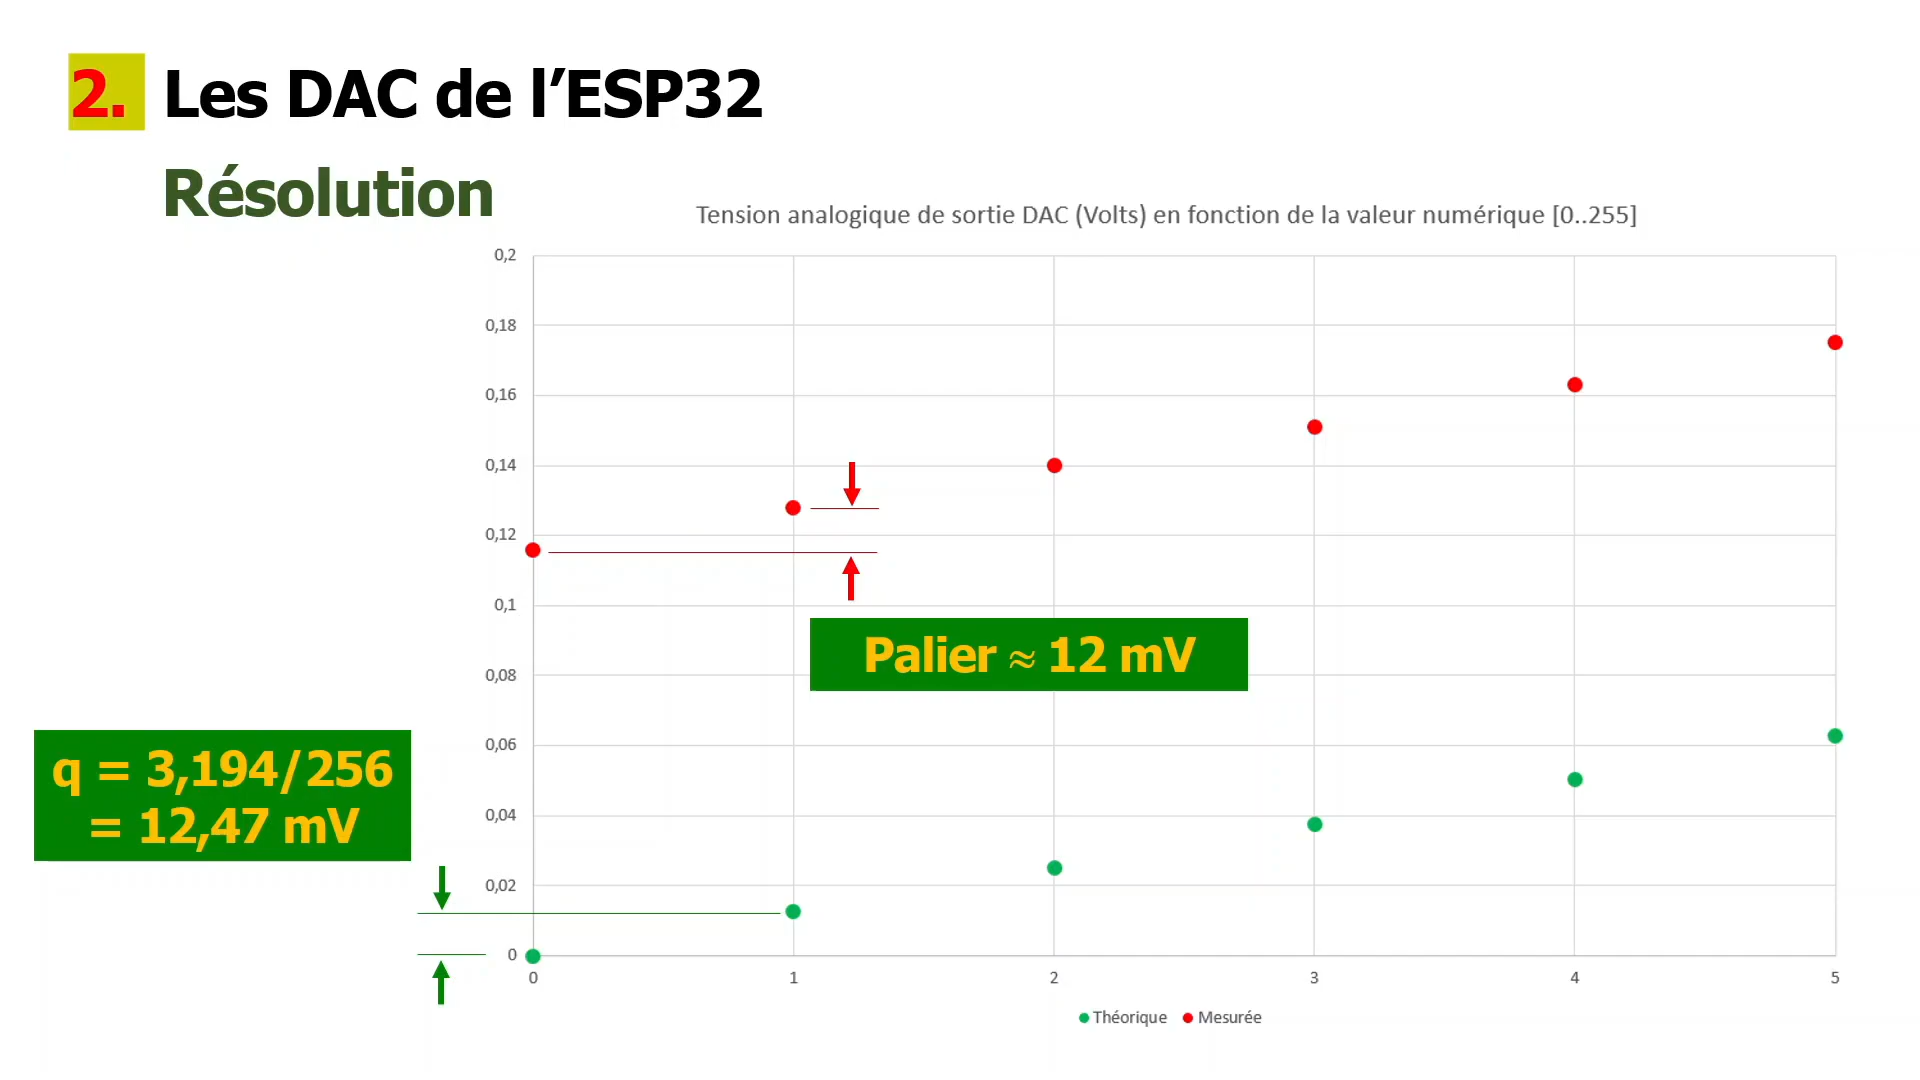 2. Les DAC de l’ESP32
Résolution
Tension analogique de sortie DAC (Volts) en fonction de la valeur numérique [0..255]
0,2
0,18
0,16
0,14
0,12
0,1
0,08
0,06
0,04
0,02
0
Palier ≈ 12 mV
q = 3,194/256
= 12,47 mV
0 1 2 3 4 5
Théorique Mesurée